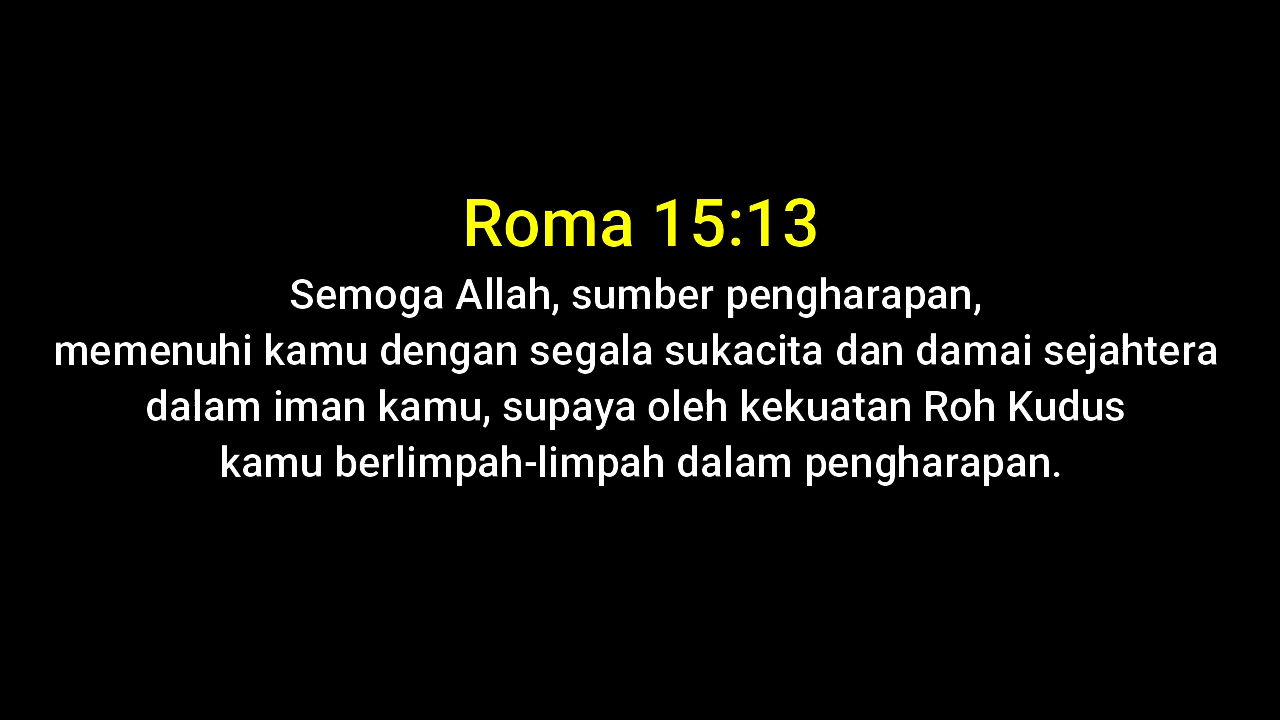 Roma 15:13
Semoga Allah, sumber pengharapan,
memenuhi kamu dengan segala sukacita dan damai sejahtera
dalam iman kamu, supaya oleh kekuatan Roh Kudus
kamu berlimpah-limpah dalam pengharapan.